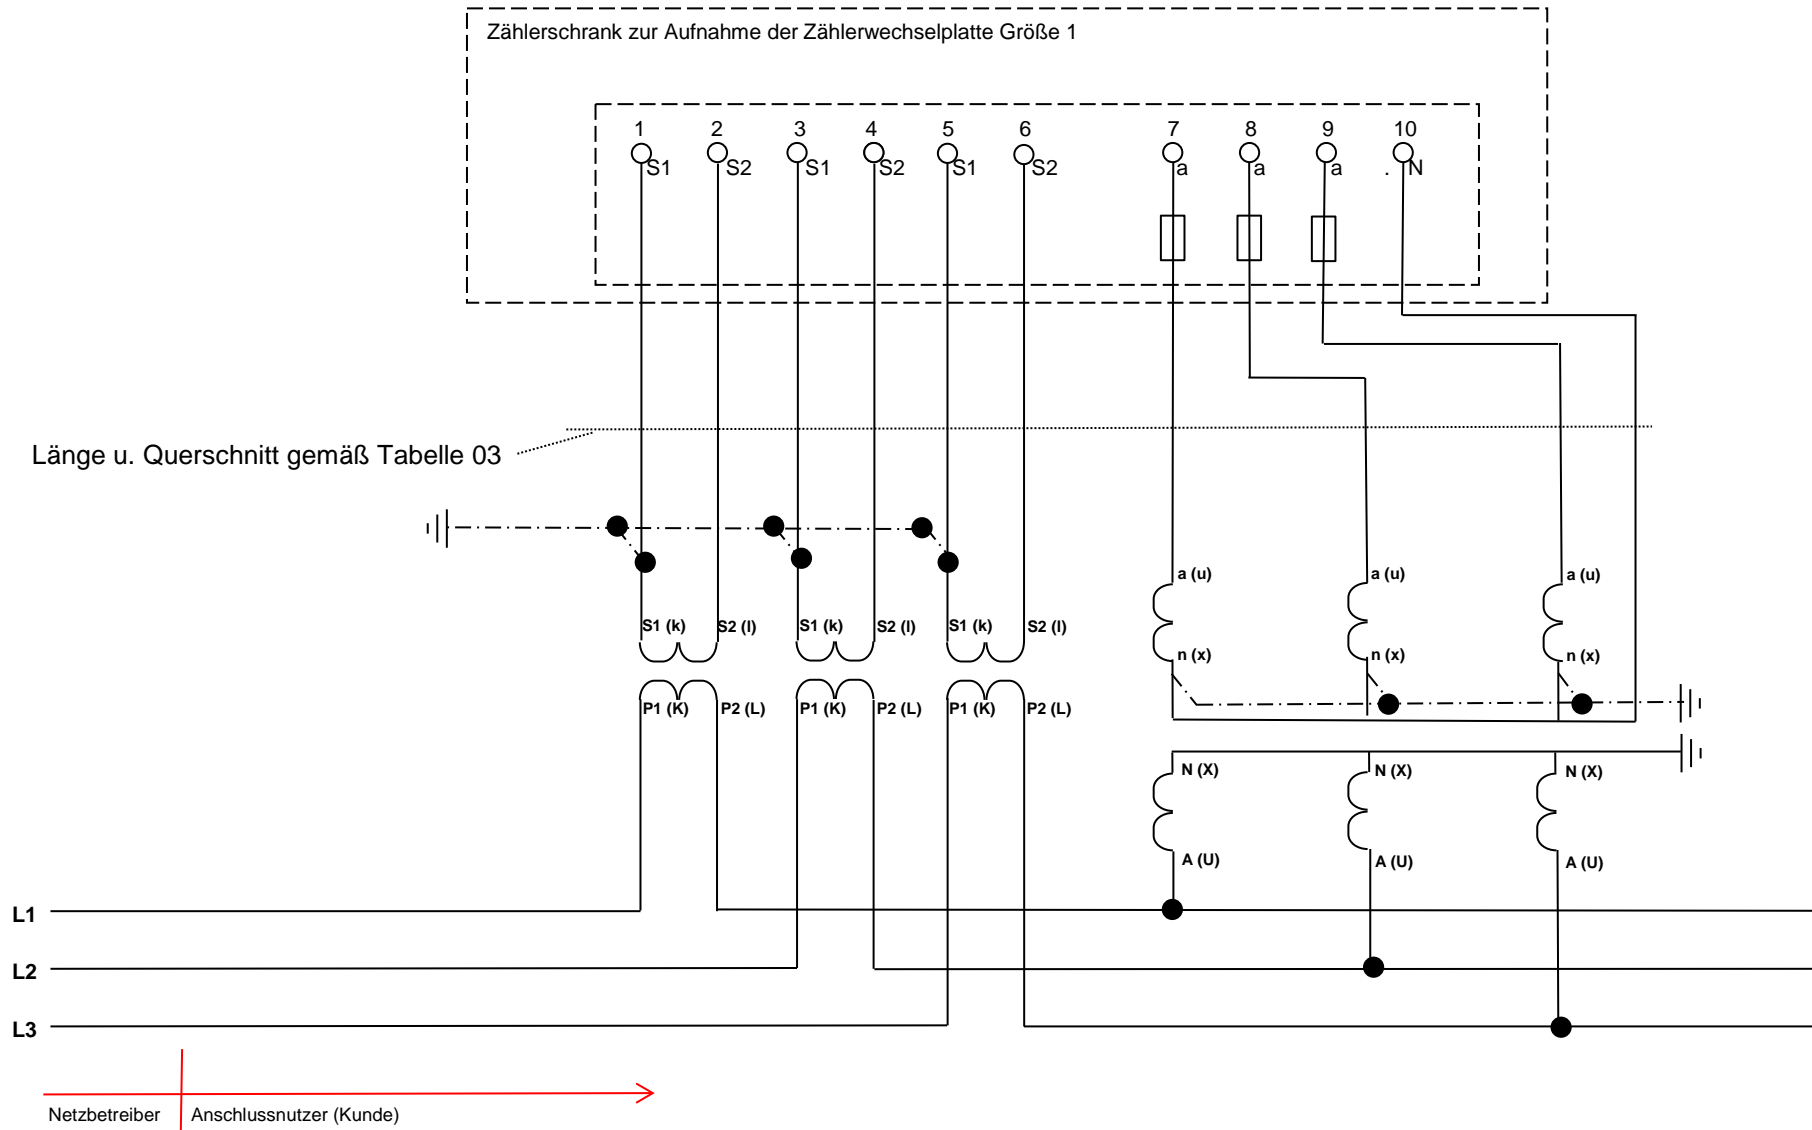 Zählerschrank zur Aufnahme der Zählerwechselplatte Größe 1
1 2 3 4 5 6 7 8 9 10
S1 S2 S1 S2 S1 S2 a a a . N
Länge u. Querschnitt gemäß Tabelle 03
a (u) a (u) a (u)
S1 (k) S2 (l) S1 (k) S2 (l) S1 (k) S2 (l)
n (x) n (x) n (x)
P1 (K) P2 (L) P1 (K) P2 (L) P1 (K) P2 (L)
N (X) N (X) N (X)
A (U) A (U) A (U)
L1
L2
L3
Netzbetreiber Anschlussnutzer (Kunde)